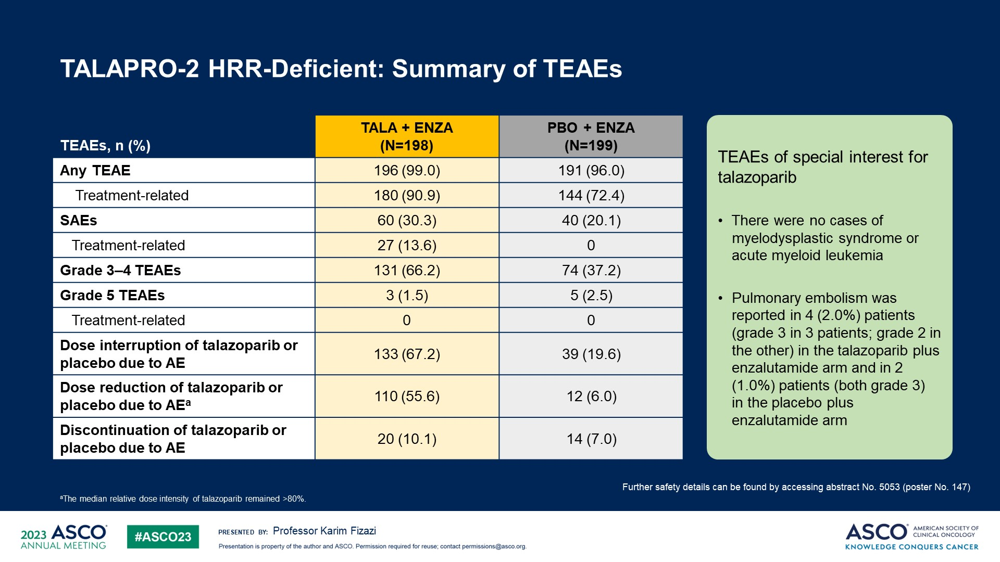 TALAPRO-2 HRR-Deficient: Summary of TEAEs
TEAEs, n (%)
TALA + ENZA
(N=198)
PBO + ENZA
(N=199)
Any TEAE
196 (99.0)
191 (96.0)
Treatment-related
180 (90.9)
144 (72.4)
SAEs
60 (30.3)
40 (20.1)
Treatment-related
27 (13.6)
0
Grade 3–4 TEAEs
131 (66.2)
74 (37.2)
Grade 5 TEAEs
3 (1.5)
5 (2.5)
Treatment-related
0
0
Dose interruption of talazoparib or
placebo due to AE
133 (67.2)
39 (19.6)
Dose reduction of talazoparib or
placebo due to AEᵃ
110 (55.6)
12 (6.0)
Discontinuation of talazoparib or
placebo due to AE
20 (10.1)
14 (7.0)
TEAEs of special interest for
talazoparib
• There were no cases of
myelodysplastic syndrome or
acute myeloid leukemia
• Pulmonary embolism was
reported in 4 (2.0%) patients
(grade 3 in 3 patients; grade 2 in
the other) in the talazoparib plus
enzalutamide arm and in 2
(1.0%) patients (both grade 3)
in the placebo plus
enzalutamide arm
Further safety details can be found by accessing abstract No. 5053 (poster No. 147)
ᵃThe median relative dose intensity of talazoparib remained >80%.
2023 ASCO®
ANNUAL MEETING
#ASCO23
PRESENTED BY: Professor Karim Fizazi
Presentation is property of the author and ASCO. Permission required for reuse; contact permissions@asco.org.
ASCO® AMERICAN SOCIETY OF
CLINICAL ONCOLOGY
KNOWLEDGE CONQUERS CANCER